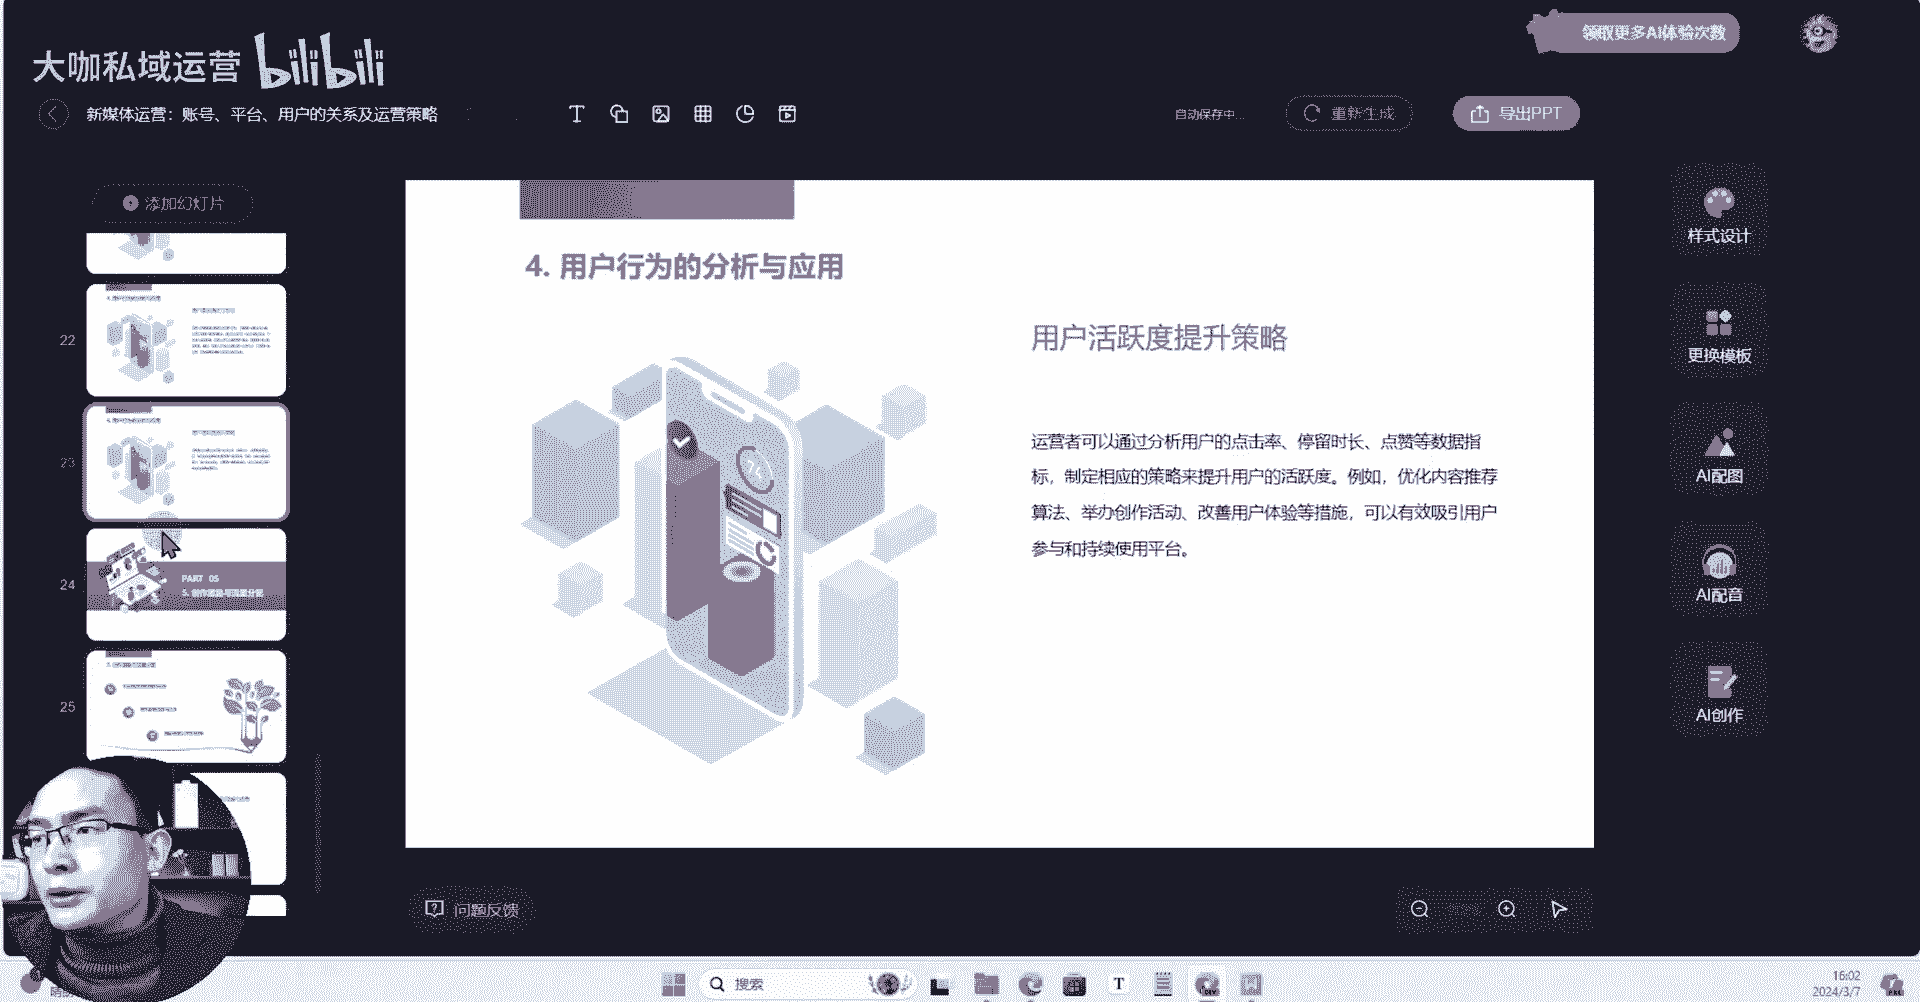 大咖私域运营 bilibili
领取更多AI体验次数
新媒体运营：账号、平台、用户的关系及运营策略
自动保存中...
重新生成
导出PPT
添加幻灯片
22
23
24
PART 05
25
4. 用户行为的分析与应用
用户活跃度提升策略
运营者可以通过分析用户的点击率、停留时长、点赞等数据指
标，制定相应的策略来提升用户的活跃度。例如，优化内容推荐
算法、举办创作活动、改善用户体验等措施，可以有效吸引用户
参与和持续使用平台。
样式设计
更换模板
AI配图
AI配音
AI创作
问题反馈
搜索
16:02
2024/3/7